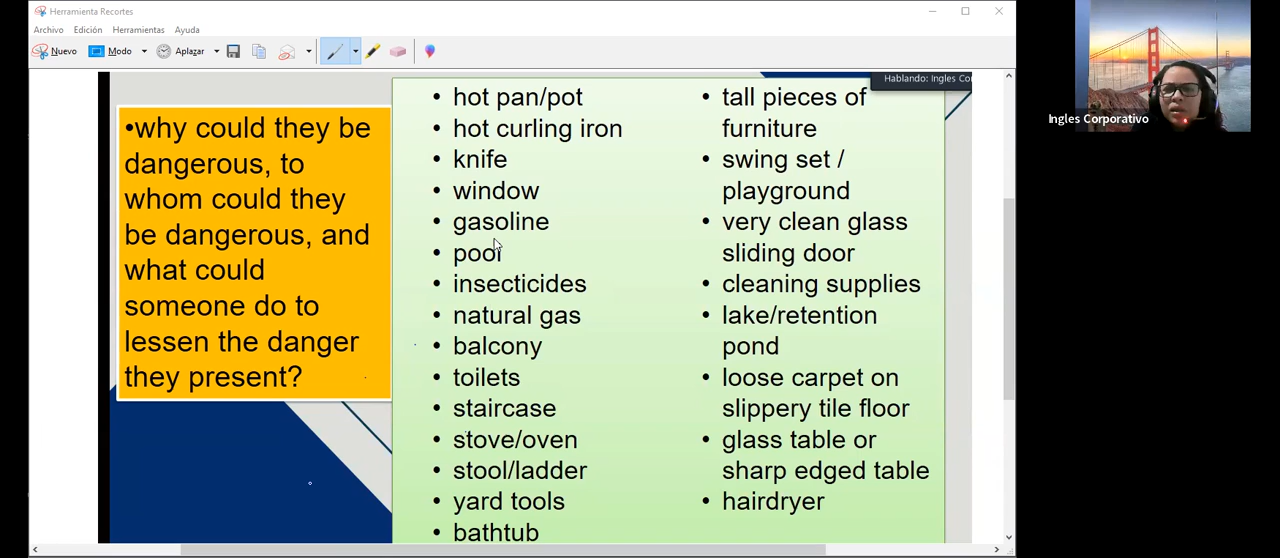 Herramienta Recortes
Archivo Edición Herramientas Ayuda
Nuevo Modo Aplazar
Hablando: Ingles Co
Ingles Corporativo
•why could they be
dangerous, to
whom could they
be dangerous, and
what could
someone do to
lessen the danger
they present?
• hot pan/pot
• hot curling iron
• knife
• window
• gasoline
• pool
• insecticides
• natural gas
• balcony
• toilets
• staircase
• stove/oven
• stool/ladder
• yard tools
• bathtub
• tall pieces of
furniture
• swing set /
playground
• very clean glass
sliding door
• cleaning supplies
• lake/retention
pond
• loose carpet on
slippery tile floor
• glass table or
sharp edged table
• hairdryer